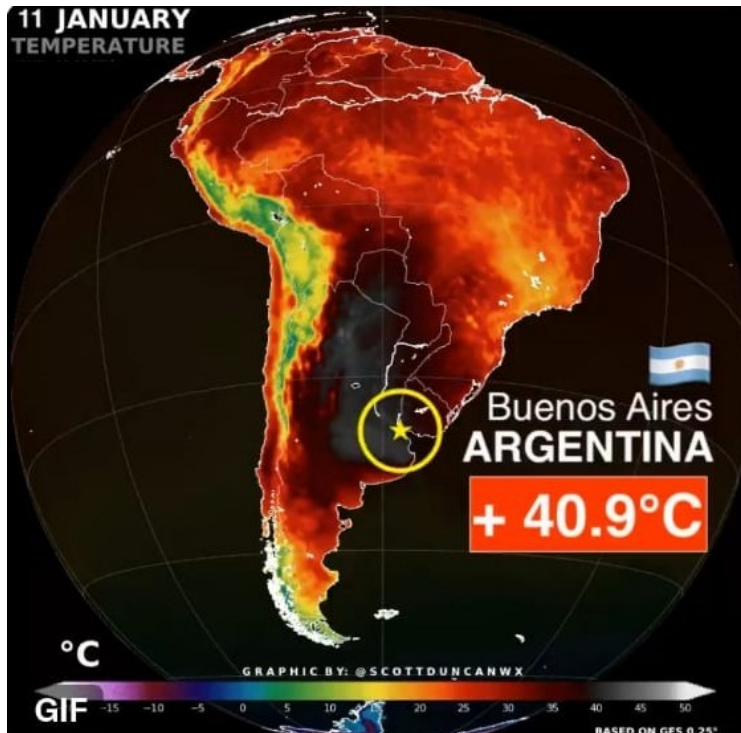 11 JANUARY
TEMPERATURE
Buenos Aires
ARGENTINA
+ 40.9°C
°C
GRAPHIC BY: @SCOTTDUNCANWX
GIF
-15 -10 -5 0 5 10 15 20 25 30 35 40 45 50
BASED ON GFS 0.25°